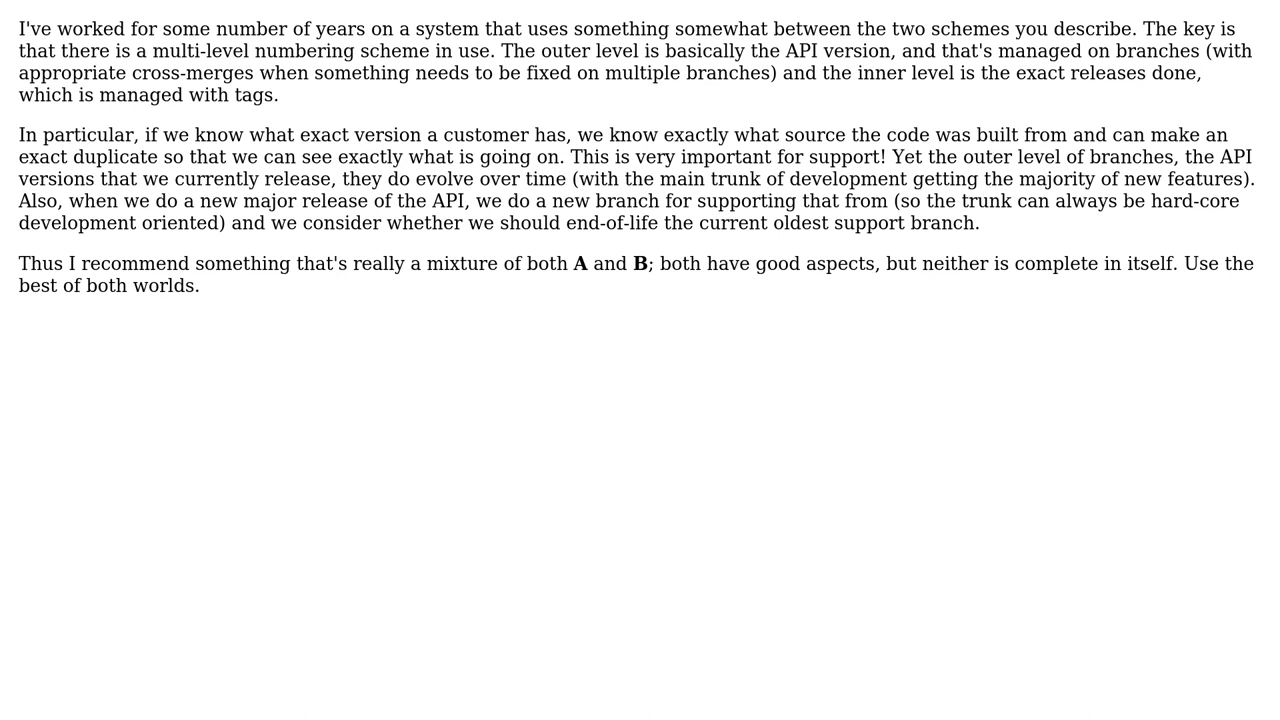 I've worked for some number of years on a system that uses something somewhat between the two schemes you describe. The key is
that there is a multi-level numbering scheme in use. The outer level is basically the API version, and that's managed on branches (with
appropriate cross-merges when something needs to be fixed on multiple branches) and the inner level is the exact releases done,
which is managed with tags.
In particular, if we know what exact version a customer has, we know exactly what source the code was built from and can make an
exact duplicate so that we can see exactly what is going on. This is very important for support! Yet the outer level of branches, the API
versions that we currently release, they do evolve over time (with the main trunk of development getting the majority of new features).
Also, when we do a new major release of the API, we do a new branch for supporting that from (so the trunk can always be hard-core
development oriented) and we consider whether we should end-of-life the current oldest support branch.
Thus I recommend something that's really a mixture of both A and B; both have good aspects, but neither is complete in itself. Use the
best of both worlds.